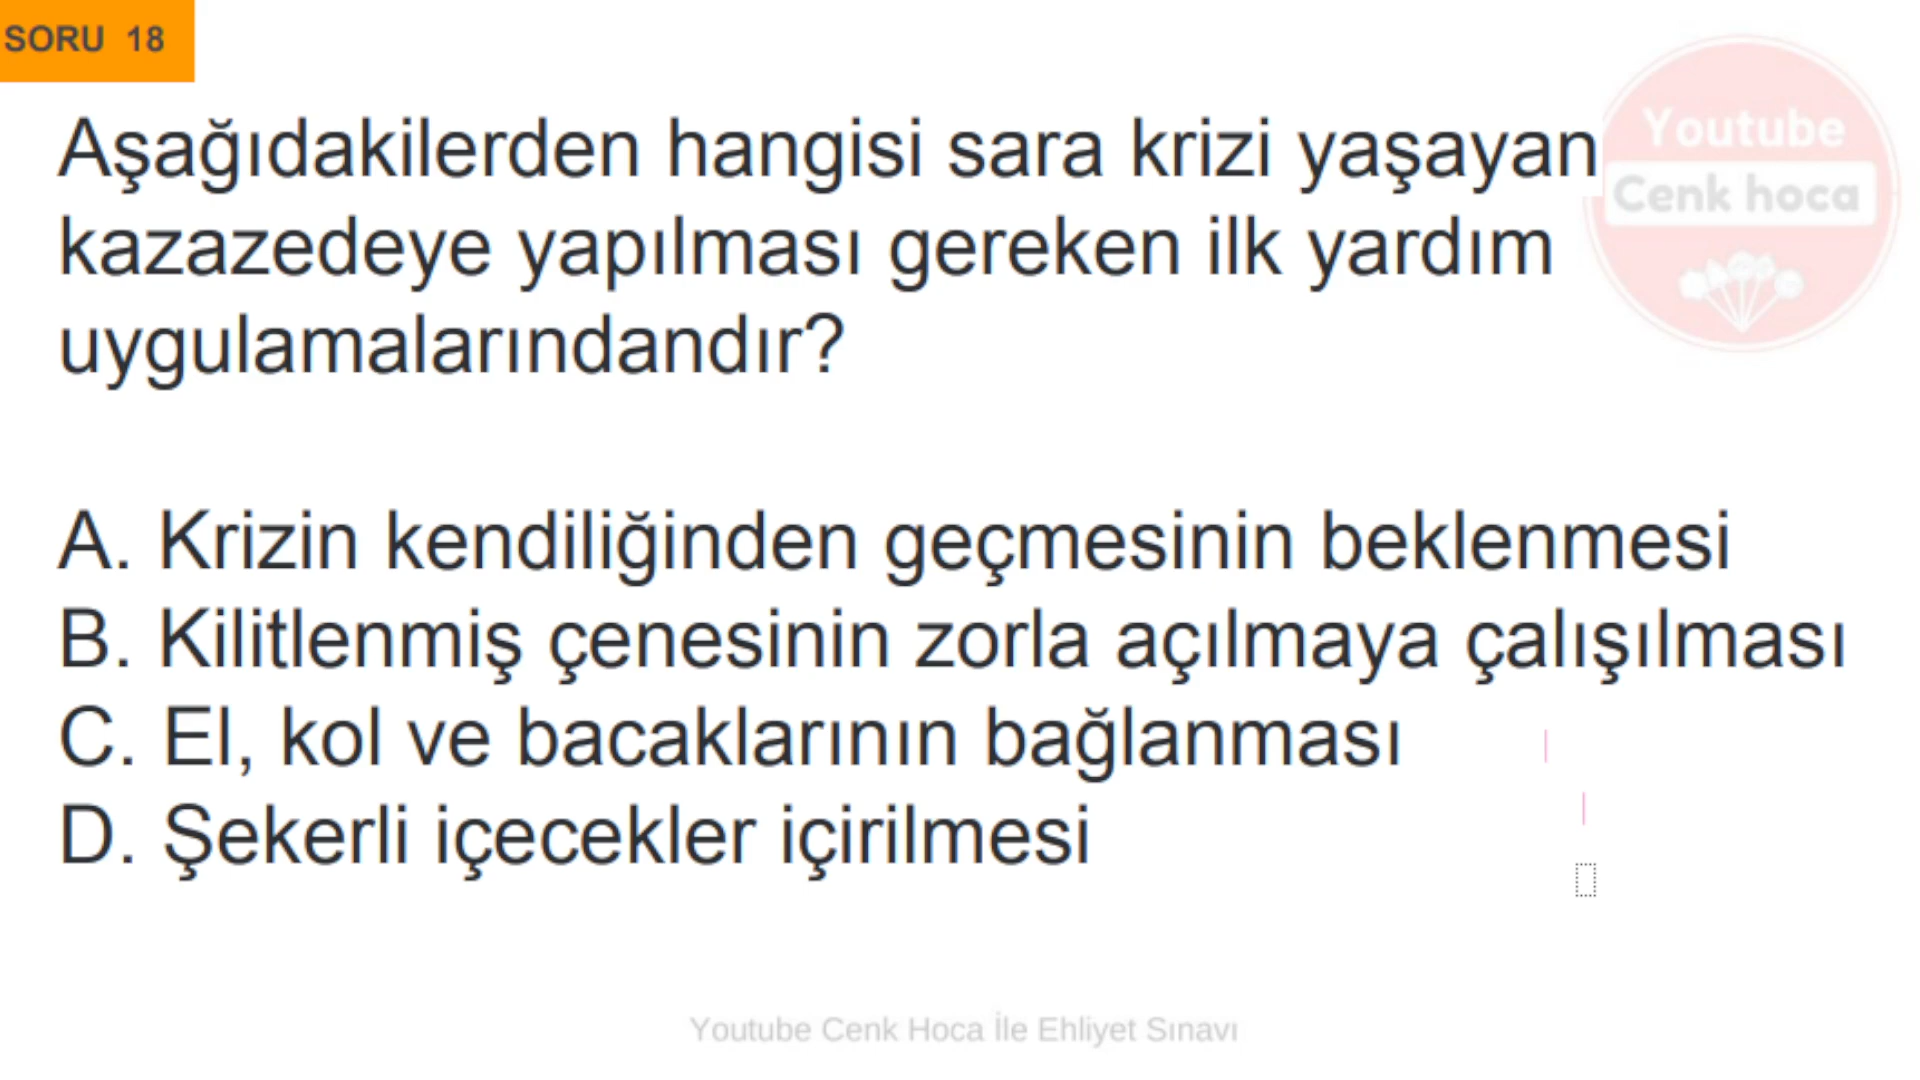 SORU 18
Youtube
Cenk hoca
Aşağıdakilerden hangisi sara krizi yaşayan
kazazedeye yapılması gereken ilk yardım
uygulamalarındandır?
A. Krizin kendiliğinden geçmesinin beklenmesi
B. Kilitlenmiş çenesinin zorla açılmaya çalışılması
C. El, kol ve bacaklarının bağlanması
D. Şekerli içecekler içirilmesi
Youtube Cenk Hoca İle Ehliyet Sınavı